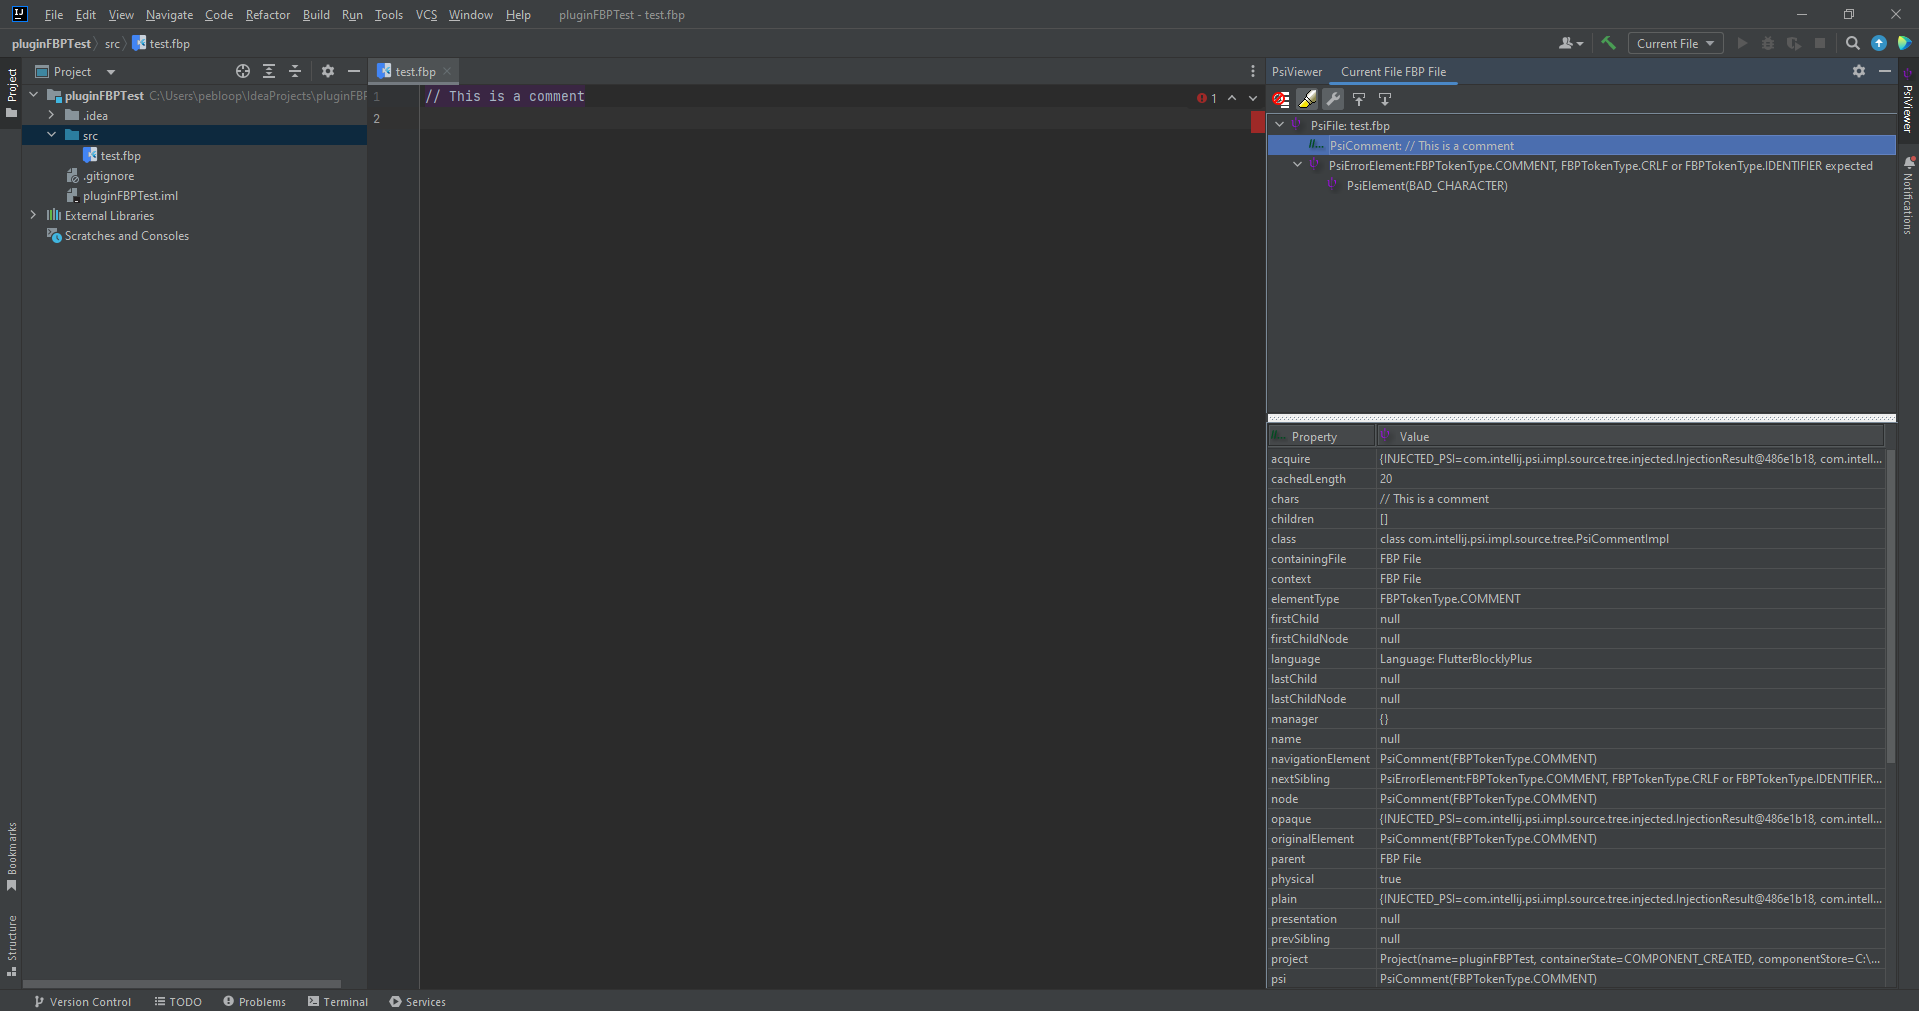 File Edit View Navigate Code Refactor Build Run Tools VCS Window Help pluginFBPTest - test.fbp
pluginFBPTest src test.fbp Current File
Project
pluginFBPTest C:\Users\pebloop\IdeaProjects\pluginFBP
.idea
src
test.fbp
.gitignore
pluginFBPTest.iml
External Libraries
Scratches and Consoles
Project
Bookmarks
Structure
test.fbp
1 // This is a comment
2
1
PsiViewer Current File FBP File
PsiFile: test.fbp
PsiComment: // This is a comment
PsiErrorElement:FBPTokenType.COMMENT, FBPTokenType.CRLF or FBPTokenType.IDENTIFIER expected
PsiElement(BAD_CHARACTER)
Property Value
acquire {INJECTED_PSI=com.intellij.psi.impl.source.tree.injected.InjectionResult@486e1b18, com.intell...
cachedLength 20
chars // This is a comment
children []
class class com.intellij.psi.impl.source.tree.PsiCommentImpl
containingFile FBP File
context FBP File
elementType FBPTokenType.COMMENT
firstChild null
firstChildNode null
language Language: FlutterBlocklyPlus
lastChild null
lastChildNode null
manager {}
name null
navigationElement PsiComment(FBPTokenType.COMMENT)
nextSibling PsiErrorElement:FBPTokenType.COMMENT, FBPTokenType.CRLF or FBPTokenType.IDENTIFIER...
node PsiComment(FBPTokenType.COMMENT)
opaque {INJECTED_PSI=com.intellij.psi.impl.source.tree.injected.InjectionResult@486e1b18, com.intell...
originalElement PsiComment(FBPTokenType.COMMENT)
parent FBP File
physical true
plain {INJECTED_PSI=com.intellij.psi.impl.source.tree.injected.InjectionResult@486e1b18, com.intell...
presentation null
prevSibling null
project Project(name=pluginFBPTest, containerState=COMPONENT_CREATED, componentStore=C:\...
psi PsiComment(FBPTokenType.COMMENT)
PsiViewer
Notifications
Version Control TODO Problems Terminal Services